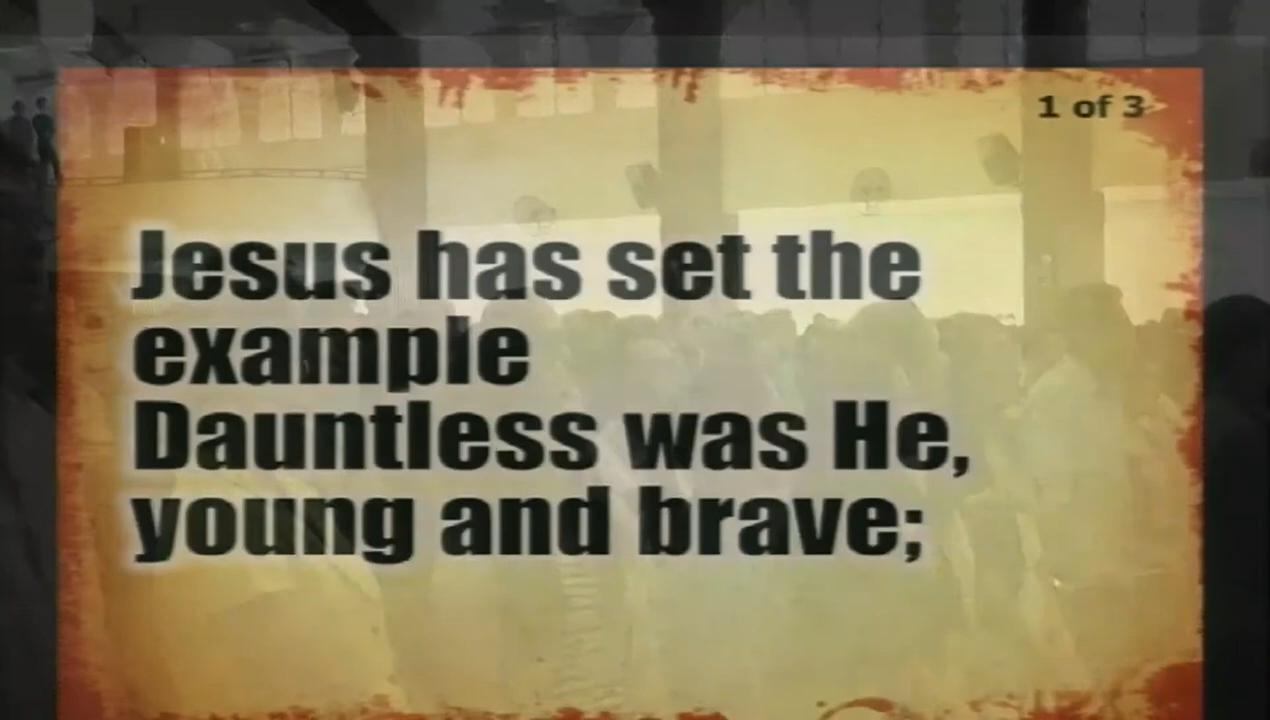 1 of 3
Jesus has set the
example
Dauntless was He,
young and brave;